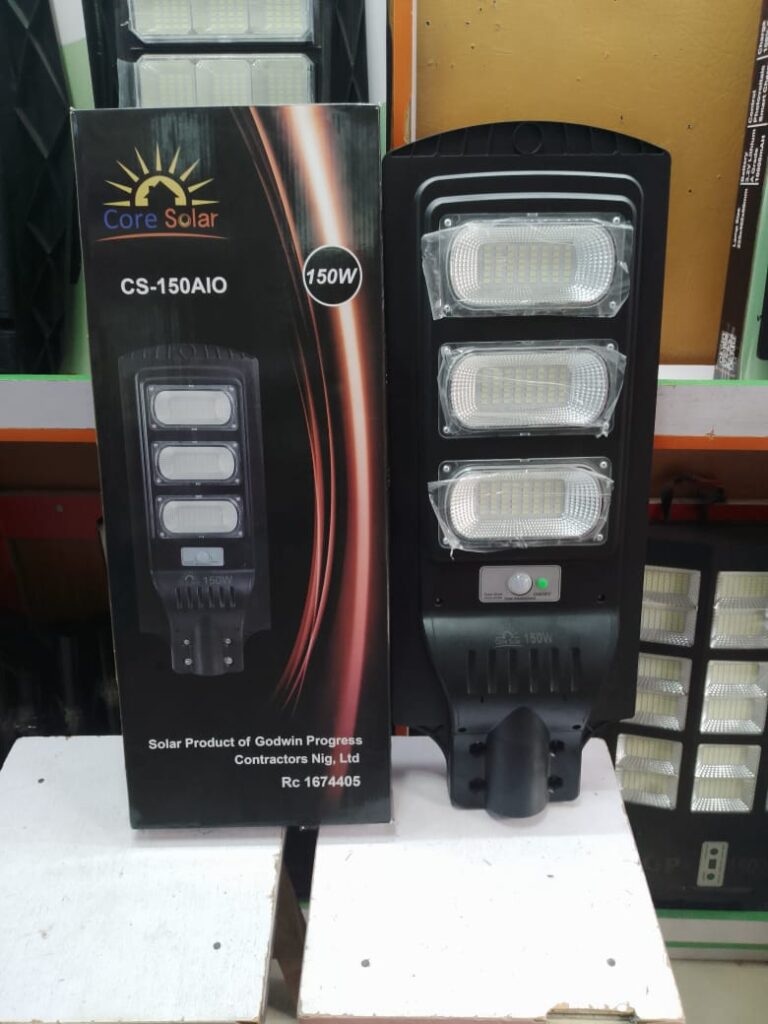 Core Solar
CS-150AIO
150W
150W
Solar Product of Godwin Progress
Contractors Nig, Ltd
Rc 1674405
150W